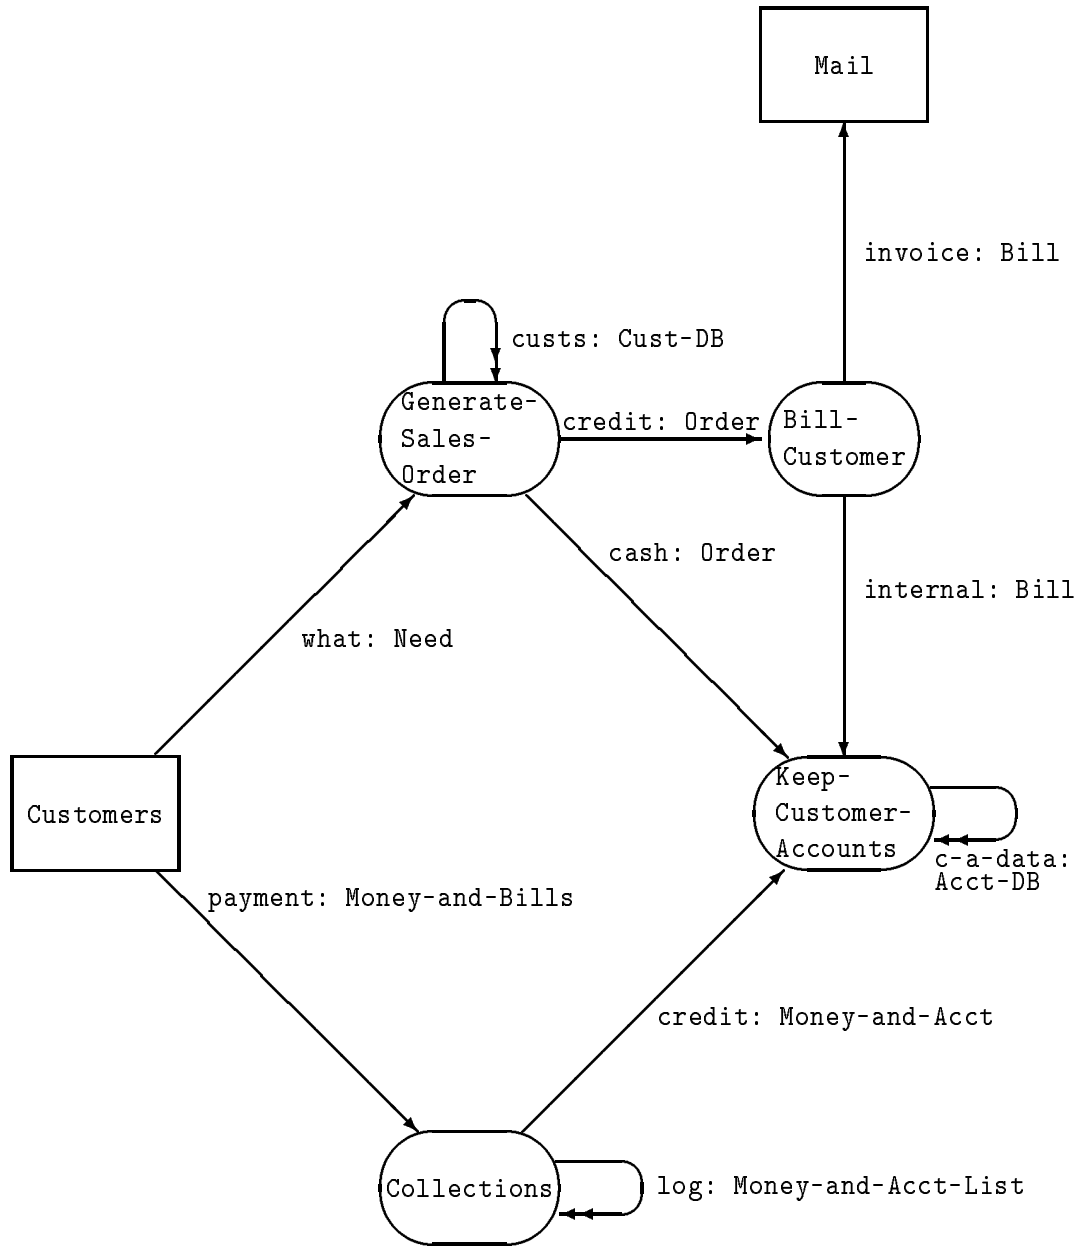 Mail
invoice: Bill
custs: Cust-DB
Generate-
Sales-
Order
credit: Order
Bill-
Customer
cash: Order
internal: Bill
what: Need
Customers
Keep-
Customer-
Accounts
c-a-data:
Acct-DB
payment: Money-and-Bills
credit: Money-and-Acct
Collections
log: Money-and-Acct-List